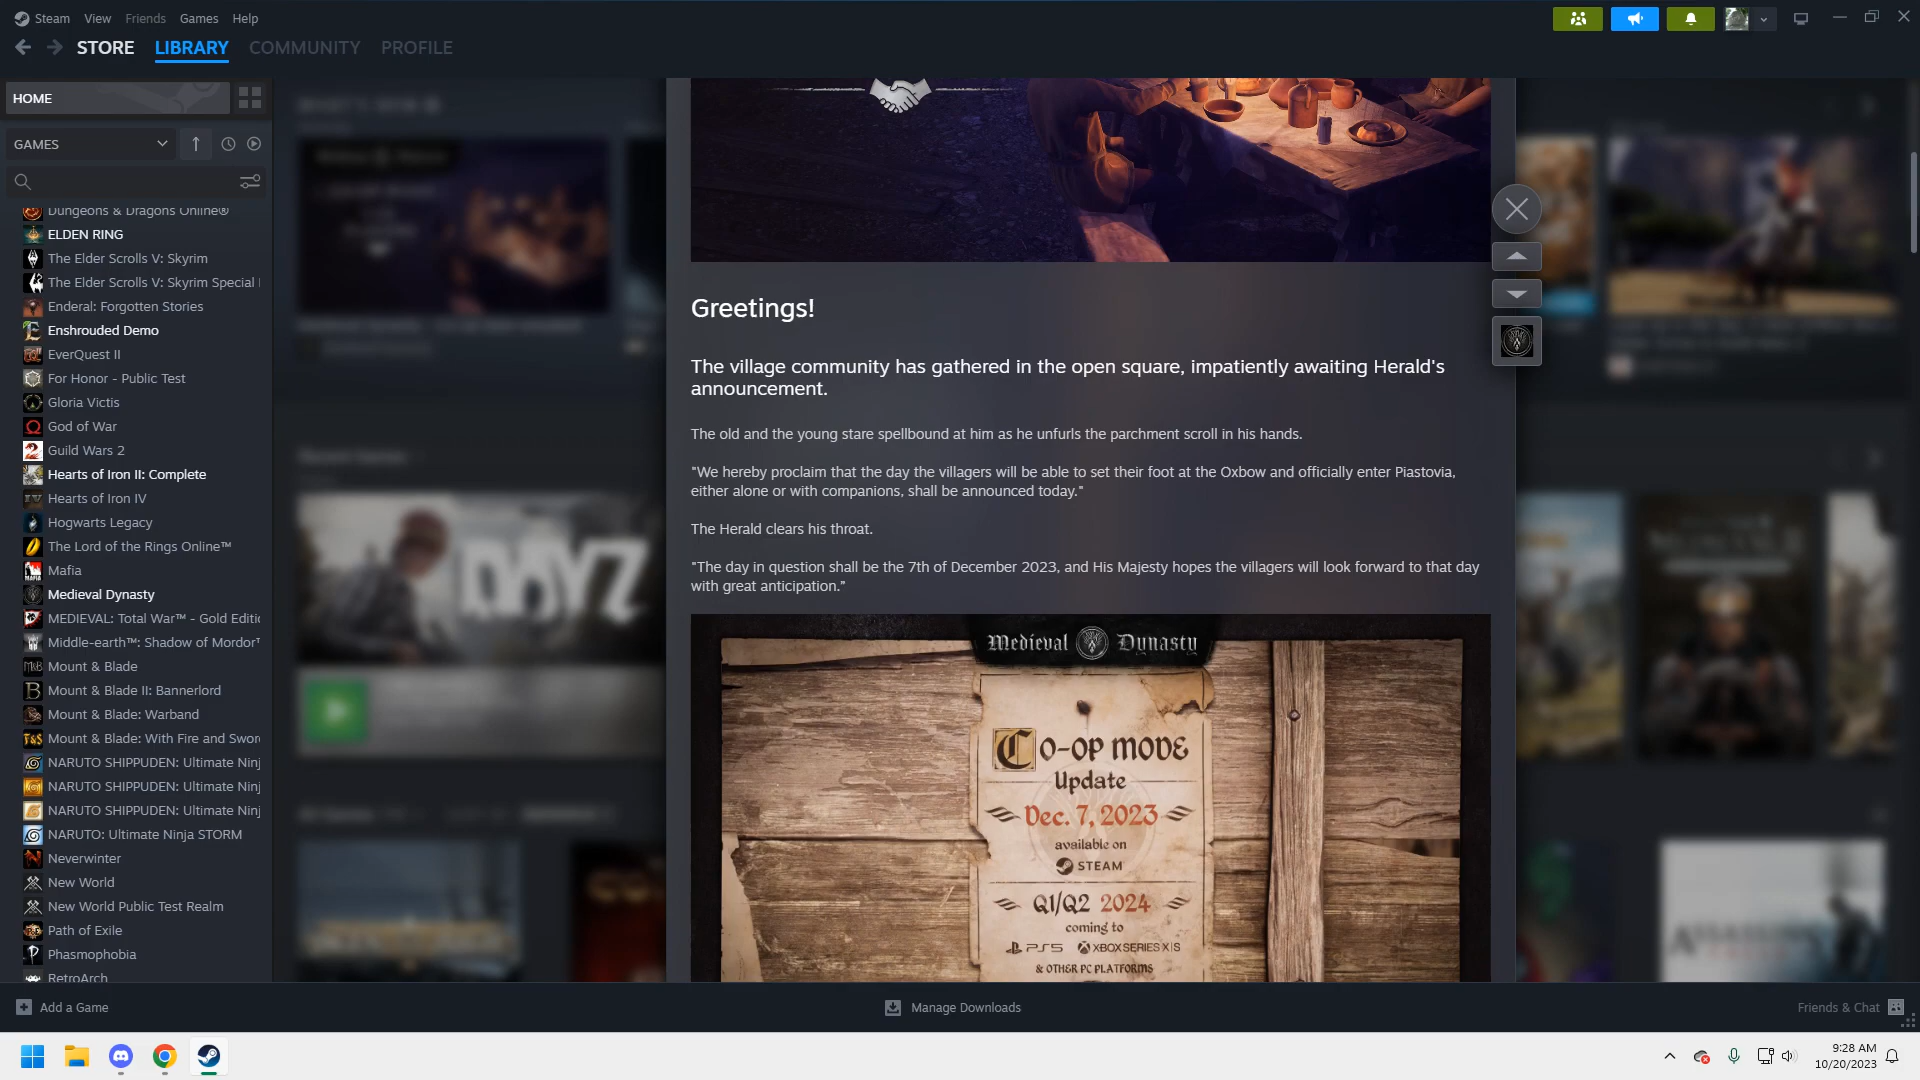 Steam View Friends Games Help
STORE LIBRARY COMMUNITY PROFILE
HOME
GAMES
Dungeons & Dragons Online®
ELDEN RING
The Elder Scrolls V: Skyrim
The Elder Scrolls V: Skyrim Special
Enderal: Forgotten Stories
Enshrouded Demo
EverQuest II
For Honor - Public Test
Gloria Victis
God of War
Guild Wars 2
Hearts of Iron II: Complete
Hearts of Iron IV
Hogwarts Legacy
The Lord of the Rings Online™
Mafia
Medieval Dynasty
MEDIEVAL: Total War™ - Gold Editi
Middle-earth™: Shadow of Mordor™
Mount & Blade
Mount & Blade II: Bannerlord
Mount & Blade: Warband
Mount & Blade: With Fire and Swor
NARUTO SHIPPUDEN: Ultimate Ninj
NARUTO SHIPPUDEN: Ultimate Ninj
NARUTO SHIPPUDEN: Ultimate Ninj
NARUTO: Ultimate Ninja STORM
Neverwinter
New World
New World Public Test Realm
Path of Exile
Phasmophobia
RetroArch
DAYZ
Greetings!
The village community has gathered in the open square, impatiently awaiting Herald's
announcement.
The old and the young stare spellbound at him as he unfurls the parchment scroll in his hands.
"We hereby proclaim that the day the villagers will be able to set their foot at the Oxbow and officially enter Piastovia,
either alone or with companions, shall be announced today."
The Herald clears his throat.
"The day in question shall be the 7th of December 2023, and His Majesty hopes the villagers will look forward to that day
with great anticipation.”
Medieval Dynasty
Co-op mode
Update
Dec. 7, 2023
available on
STEAM
Q1/Q2 2024
coming to
PS5 XBOX SERIES X|S
& OTHER PC PLATFORMS
Add a Game
Manage Downloads
Friends & Chat
9:28 AM
10/20/2023